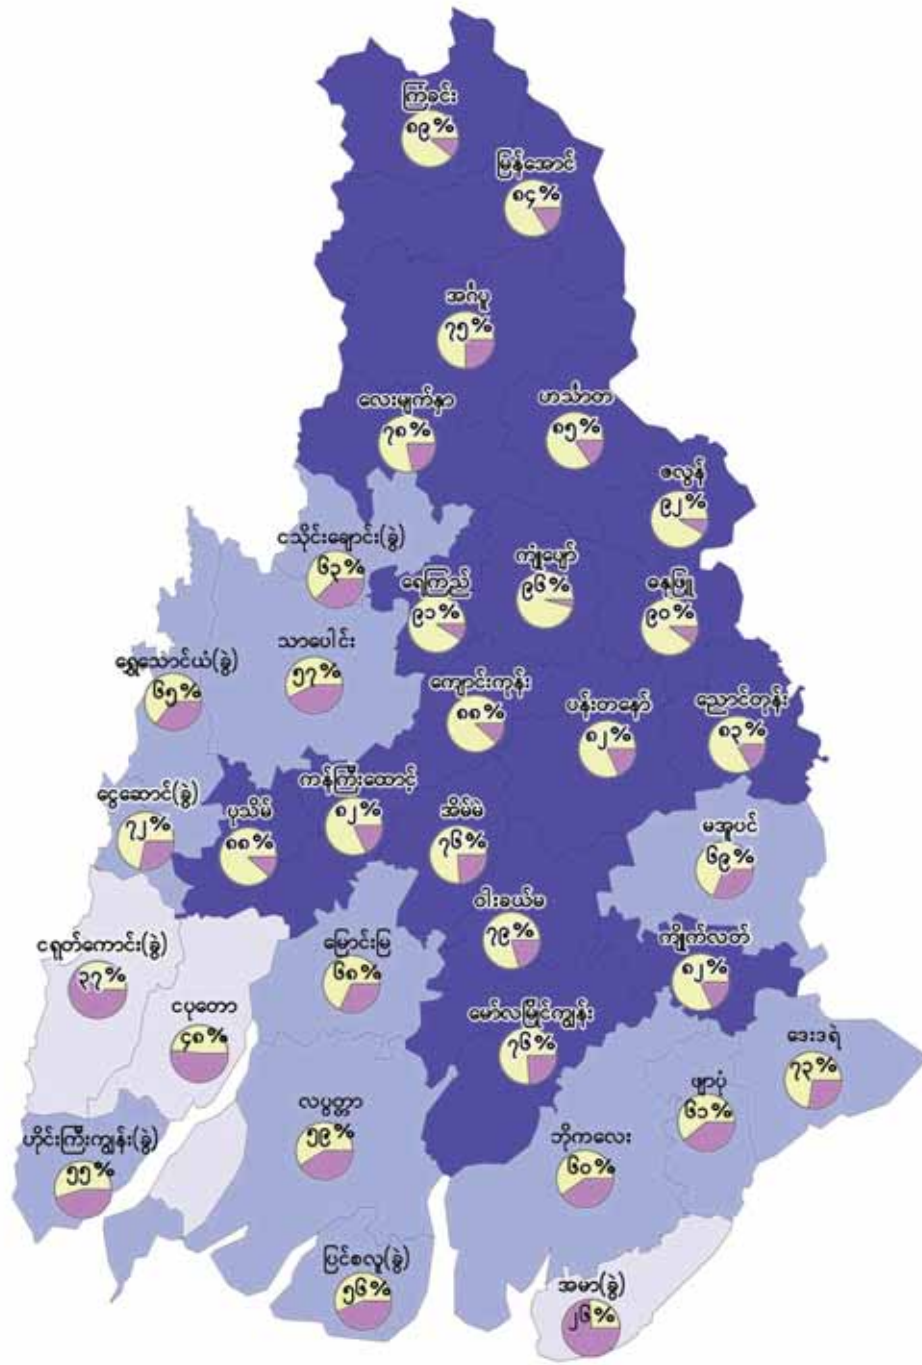 ကြံခင်း
၈၉%
မြန်အောင်
၈၄%
အင်္ဂပူ
၇၅%
လေးမျက်နှာ
၇၈%
ဟင်္သာတ
၈၅%
ဇလွန်
၉၂%
ငသိုင်းချောင်း(ခွဲ)
၆၃%
ရေကြည်
၉၁%
ကျုံပျော်
၉၆%
ဓနုဖြူ
၉၀%
ရွှေသောင်ယံ(ခွဲ)
၆၅%
သာပေါင်း
၅၇%
ကျောင်းကုန်း
၈၈%
ပန်းတနော်
၈၂%
ညောင်တုန်း
၈၃%
ငွေဆောင်(ခွဲ)
၇၂%
ပုသိမ်
၈၈%
ကန်ကြီးထောင့်
၈၂%
အိမ်မဲ
၇၆%
မအူပင်
၆၉%
ငရုတ်ကောင်း(ခွဲ)
၃၇%
ငပုတော
၄၈%
မြောင်းမြ
၆၈%
ဝါးခယ်မ
၇၉%
ကျိုက်လတ်
၈၂%
မော်လမြိုင်ကျွန်း
၇၆%
ဒေးဒရဲ
၇၃%
ဖျာပုံ
၆၁%
ဟိုင်းကြီးကျွန်း(ခွဲ)
၅၅%
လပွတ္တာ
၅၉%
ဘိုကလေး
၆၀%
ပြင်စလူ(ခွဲ)
၅၆%
အမာ(ခွဲ)
၂၆%